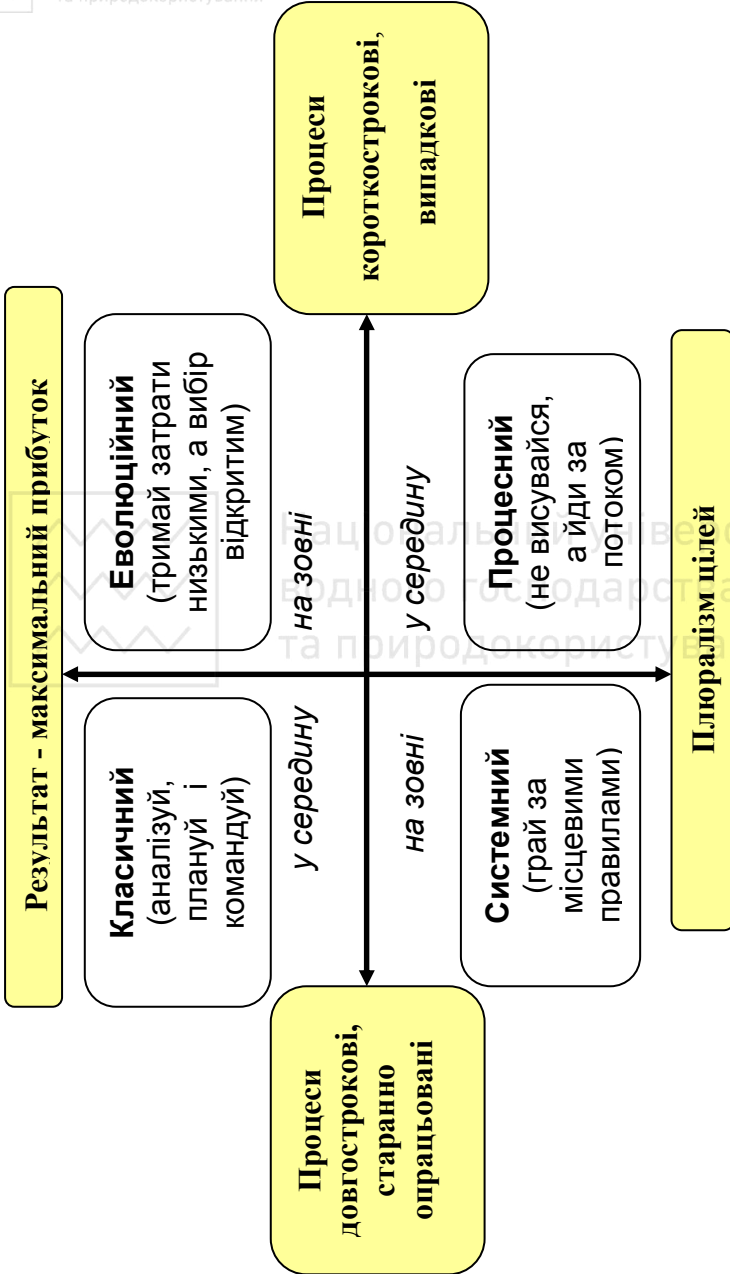 та природокористування
Результат - максимальний прибуток
Класичний
(аналізуй,
плануй і
командуй)
Еволюційний
(тримай затрати
низькими, а вибір
відкритим)
у середину
на зовні
Процеси
довгострокові,
старанно
опрацьовані
Процеси
короткострокові,
випадкові
на зовні
у середину
Системний
(грай за
місцевими
правилами)
Процесний
(не висувайся,
а йди за
потоком)
Плюралізм цілей
Національний
водного господарства
та